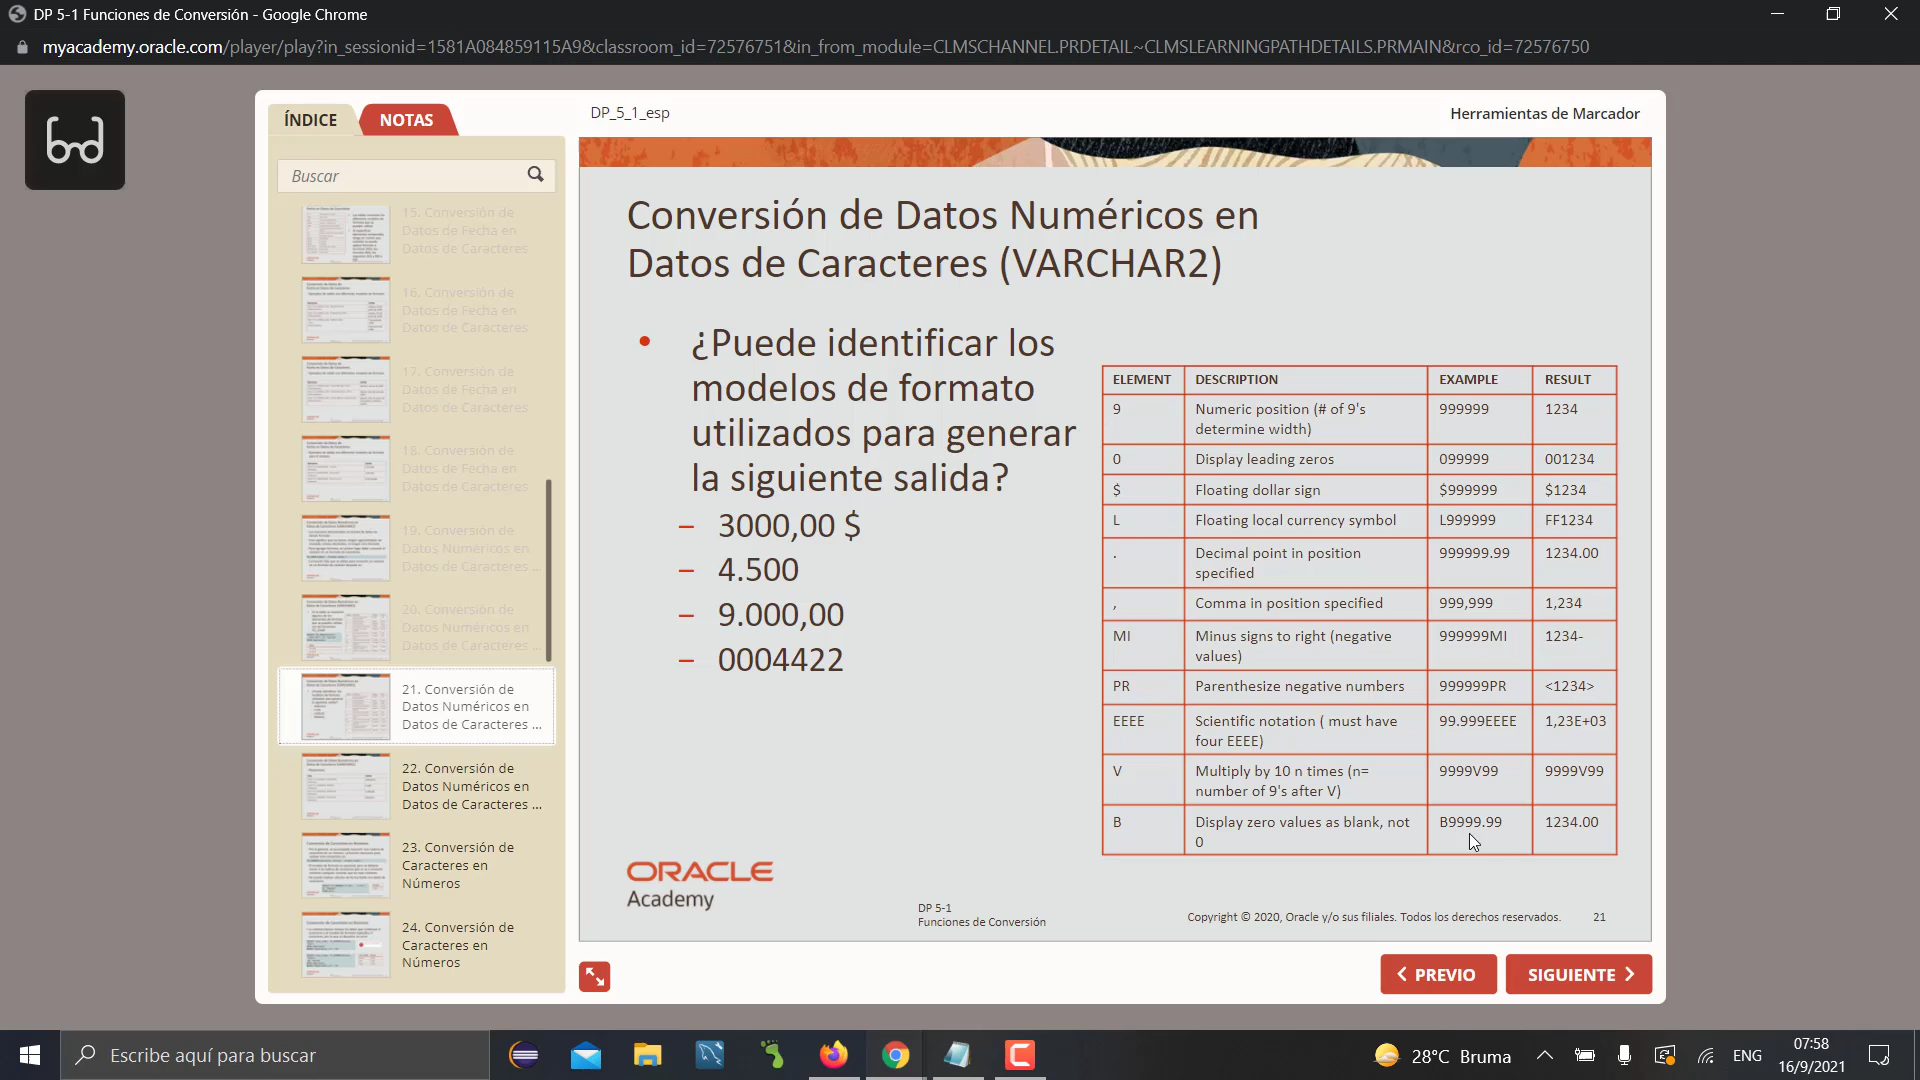 DP 5-1 Funciones de Conversión - Google Chrome
myacademy.oracle.com/player/play?in_sessionid=1581A084859115A9&classroom_id=72576751&in_from_module=CLMSCHANNEL.PRDETAIL~CLMSLEARNINGPATHDETAILS.PRMAIN&rco_id=72576750
ÍNDICE
NOTAS
DP_5_1_esp
Herramientas de Marcador
Buscar
15. Conversión de
Datos de Fecha en
Datos de Caracteres
16. Conversión de
Datos de Fecha en
Datos de Caracteres
17. Conversión de
Datos de Fecha en
Datos de Caracteres
18. Conversión de
Datos de Fecha en
Datos de Caracteres
19. Conversión de
Datos Numéricos en
Datos de Caracteres ...
20. Conversión de
Datos Numéricos en
Datos de Caracteres ...
21. Conversión de
Datos Numéricos en
Datos de Caracteres ...
22. Conversión de
Datos Numéricos en
Datos de Caracteres ...
23. Conversión de
Caracteres en
Números
24. Conversión de
Caracteres en
Números
Conversión de Datos Numéricos en
Datos de Caracteres (VARCHAR2)
• ¿Puede identificar los
modelos de formato
utilizados para generar
la siguiente salida?
– 3000,00 $
– 4.500
– 9.000,00
– 0004422
ELEMENT DESCRIPTION EXAMPLE RESULT
9 Numeric position (# of 9's 999999 1234
determine width)
0 Display leading zeros 099999 001234
$ Floating dollar sign $999999 $1234
L Floating local currency symbol L999999 FF1234
. Decimal point in position 999999.99 1234.00
specified
, Comma in position specified 999,999 1,234
MI Minus signs to right (negative 999999MI 1234-
values)
PR Parenthesize negative numbers 999999PR <1234>
EEEE Scientific notation ( must have 99.999EEEE 1,23E+03
four EEEE)
V Multiply by 10 n times (n= 9999V99 9999V99
number of 9's after V)
B Display zero values as blank, not B9999.99 1234.00
0
ORACLE
Academy
DP 5-1
Funciones de Conversión
Copyright © 2020, Oracle y/o sus filiales. Todos los derechos reservados.
21
PREVIO
SIGUIENTE
Escribe aquí para buscar
28°C Bruma
ENG
07:58
16/9/2021